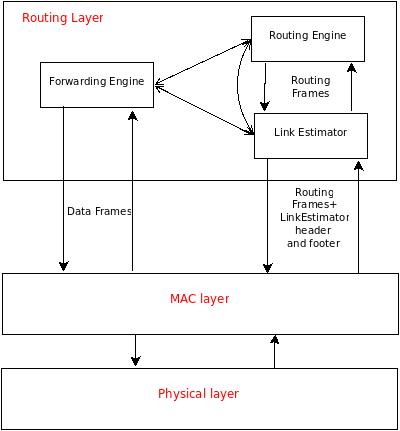 Routing Layer
Routing Engine
Forwarding Engine
Routing
Frames
Link Estimator
Data Frames
Routing
Frames+
LinkEstimator
header
and footer
MAC layer
Physical layer